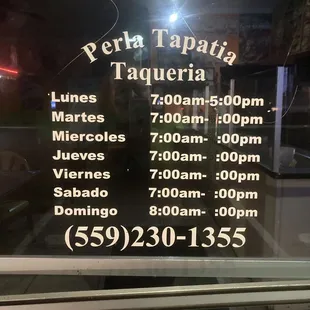 Perla Tapatia
Taqueria
Lunes 7:00am-5:00pm
Martes 7:00am- :00pm
Miercoles 7:00am- :00pm
Jueves 7:00am- :00pm
Viernes 7:00am- :00pm
Sabado 7:00am- :00pm
Domingo 8:00am- :00pm
(559)230-1355